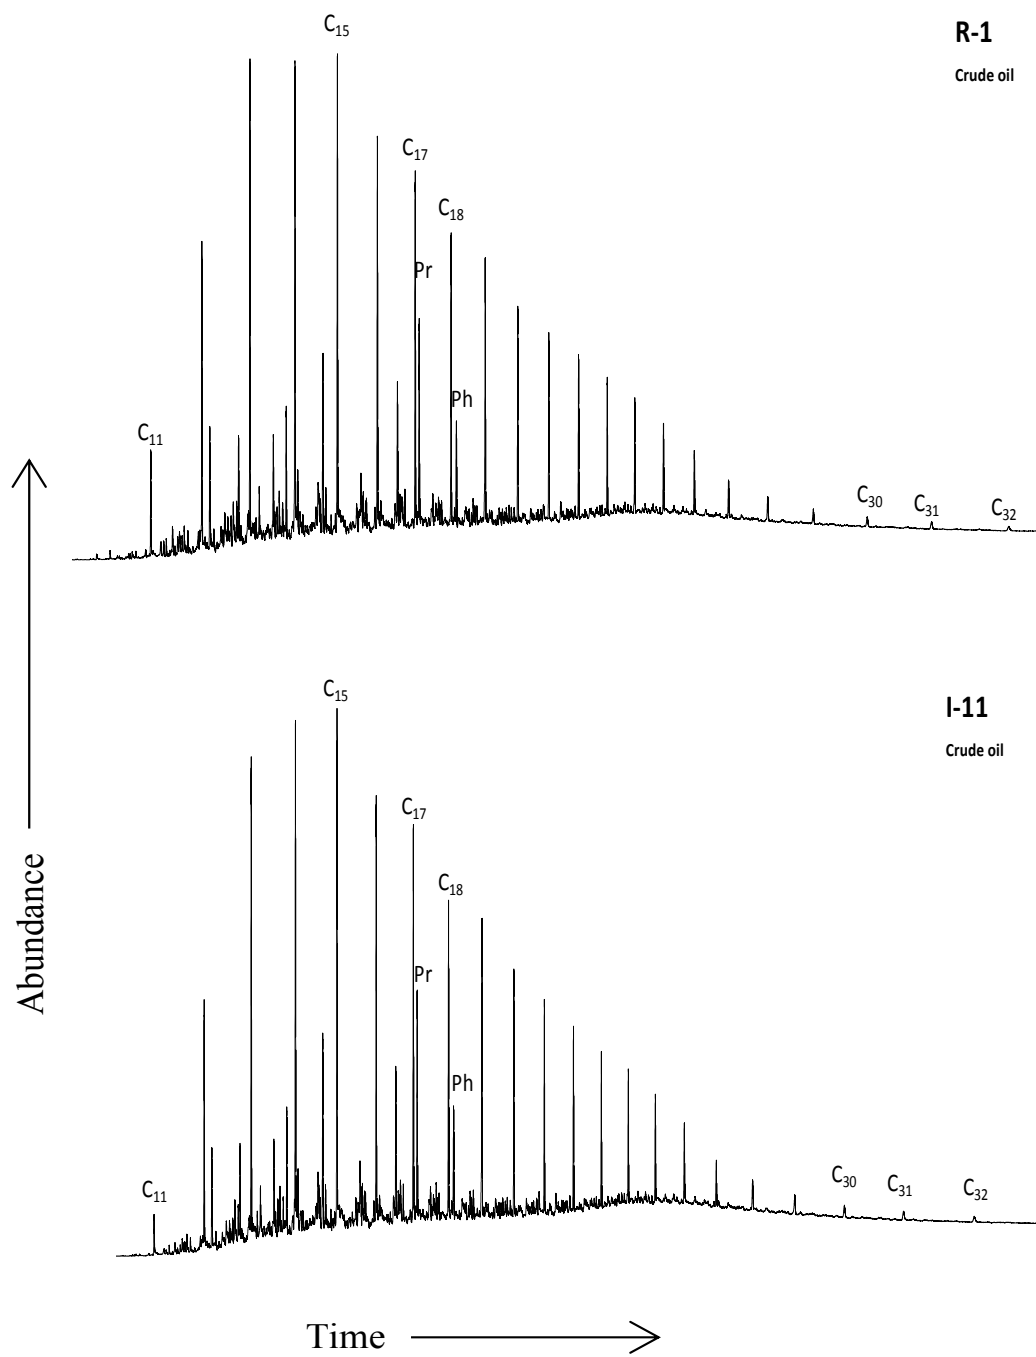 R-1
Crude oil
C15
C17
C18
Pr
Ph
C11
C30
C31
C32
I-11
Crude oil
C15
C17
C18
Pr
Ph
C11
C30
C31
C32
Abundance
Time